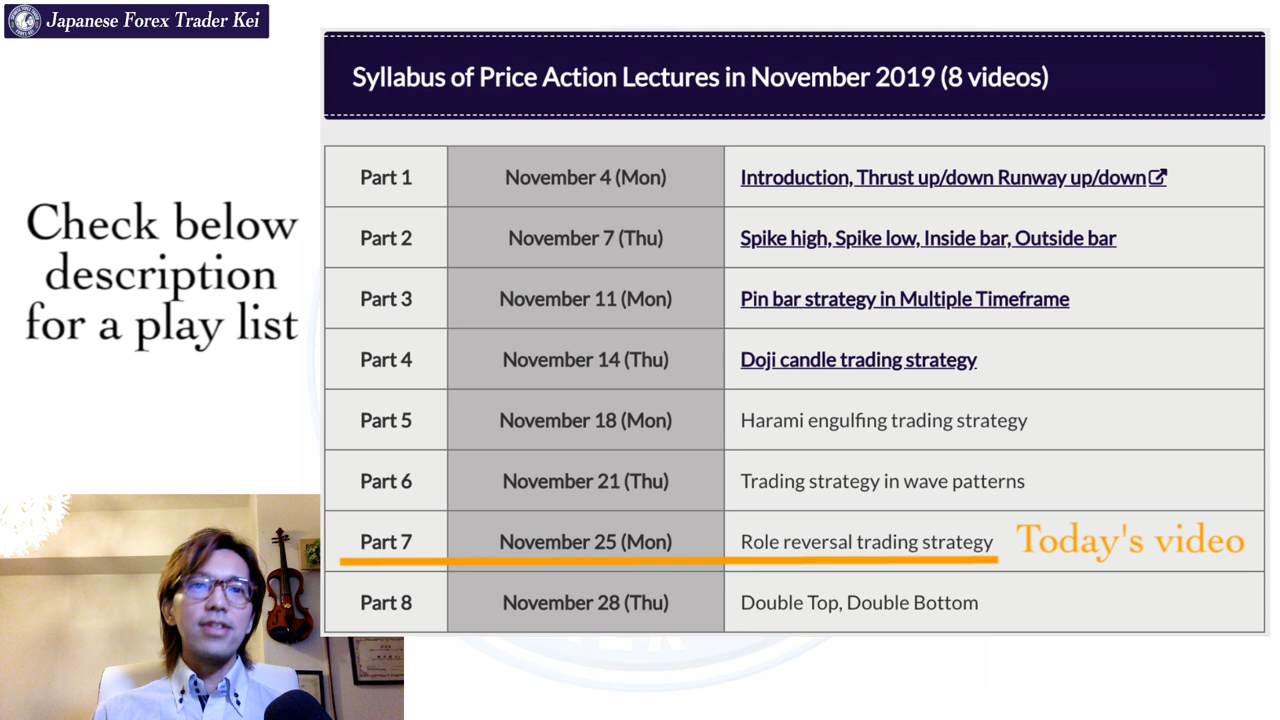 Japanese Forex Trader Kei
Syllabus of Price Action Lectures in November 2019 (8 videos)
Check below
description
for a play list
Part 1 November 4 (Mon) Introduction, Thrust up/down Runway up/down
Part 2 November 7 (Thu) Spike high, Spike low, Inside bar, Outside bar
Part 3 November 11 (Mon) Pin bar strategy in Multiple Timeframe
Part 4 November 14 (Thu) Doji candle trading strategy
Part 5 November 18 (Mon) Harami engulfing trading strategy
Part 6 November 21 (Thu) Trading strategy in wave patterns
Part 7 November 25 (Mon) Role reversal trading strategy Today's video
Part 8 November 28 (Thu) Double Top, Double Bottom